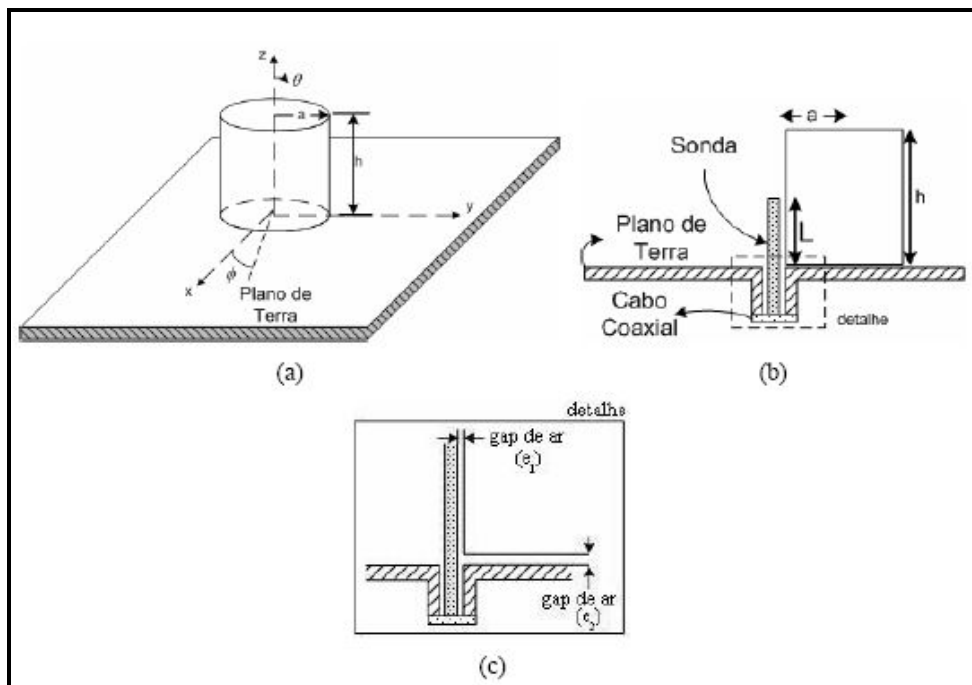 z
θ
a
h
y
x
ϕ
Plano de
Terra
(a)
a
Sonda
h
Plano de
Terra
L
Cabo
Coaxial
detalhe
(b)
detalhe
gap de ar
(e₁)
gap de ar
(e₂)
(c)